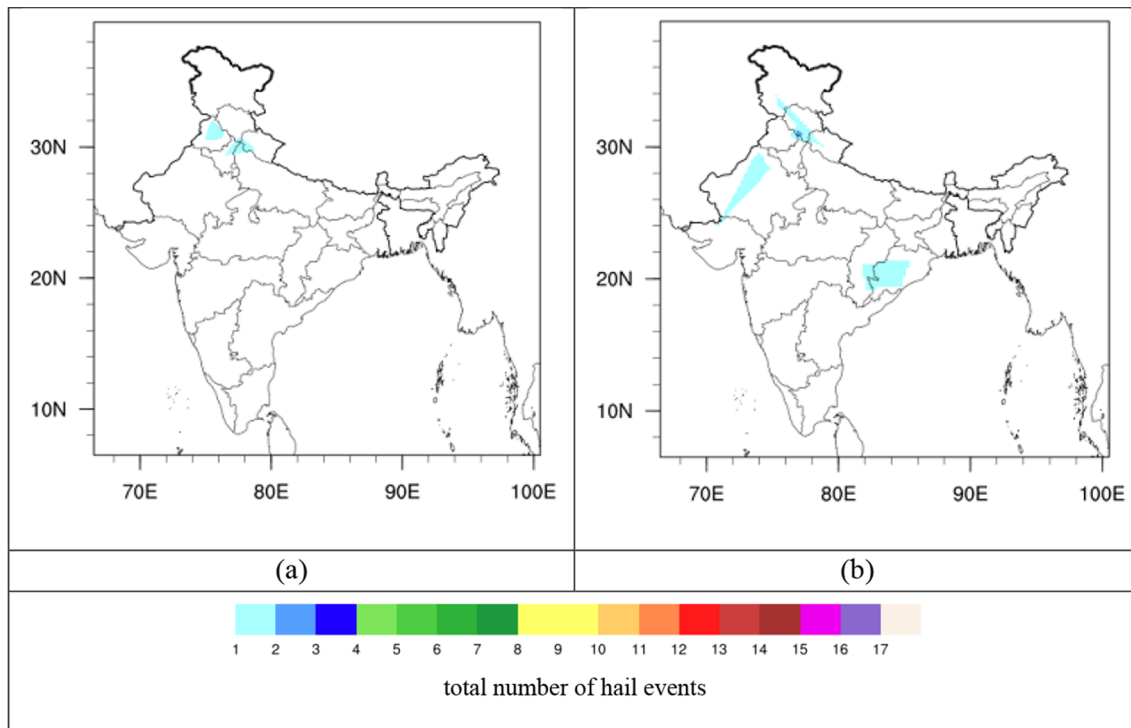 30N
20N
10N
70E 80E 90E 100E
30N
20N
10N
70E 80E 90E 100E
(a) (b)
1 2 3 4 5 6 7 8 9 10 11 12 13 14 15 16 17
total number of hail events